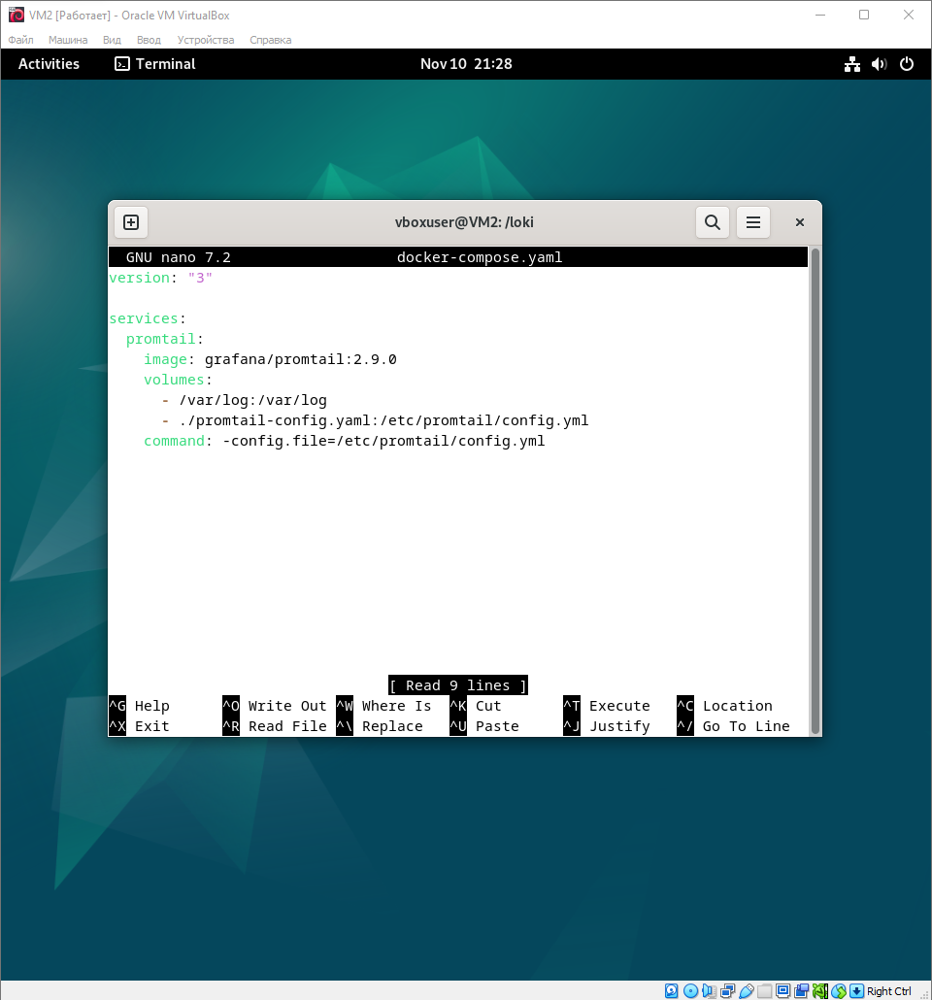 VM2 [Работает] - Oracle VM VirtualBox
Файл Машина Вид Ввод Устройства Справка
Activities Terminal Nov 10 21:28
vboxuser@VM2: /loki
GNU nano 7.2 docker-compose.yaml
version: "3"
services:
  promtail:
    image: grafana/promtail:2.9.0
    volumes:
      - /var/log:/var/log
      - ./promtail-config.yaml:/etc/promtail/config.yml
    command: -config.file=/etc/promtail/config.yml
[ Read 9 lines ]
^G Help ^O Write Out ^W Where Is ^K Cut ^T Execute ^C Location
^X Exit ^R Read File ^\ Replace ^U Paste ^J Justify ^/ Go To Line
Right Ctrl